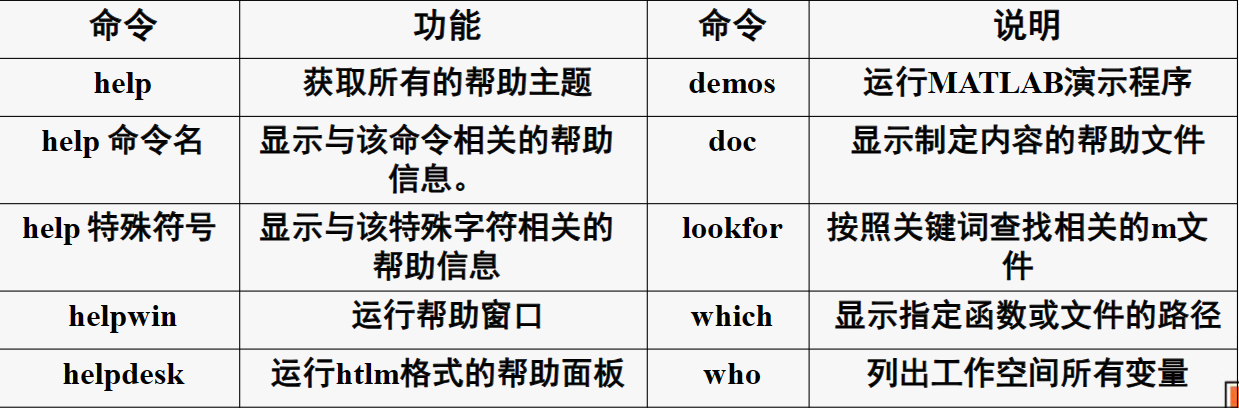 命令 功能 命令 说明
help 获取所有的帮助主题 demos 运行MATLAB演示程序
help 命令名 显示与该命令相关的帮助 doc 显示制定内容的帮助文件
信息。
help 特殊符号 显示与该特殊字符相关的 lookfor 按照关键词查找相关的m文
帮助信息 件
helpwin 运行帮助窗口 which 显示指定函数或文件的路径
helpdesk 运行htlm格式的帮助面板 who 列出工作空间所有变量